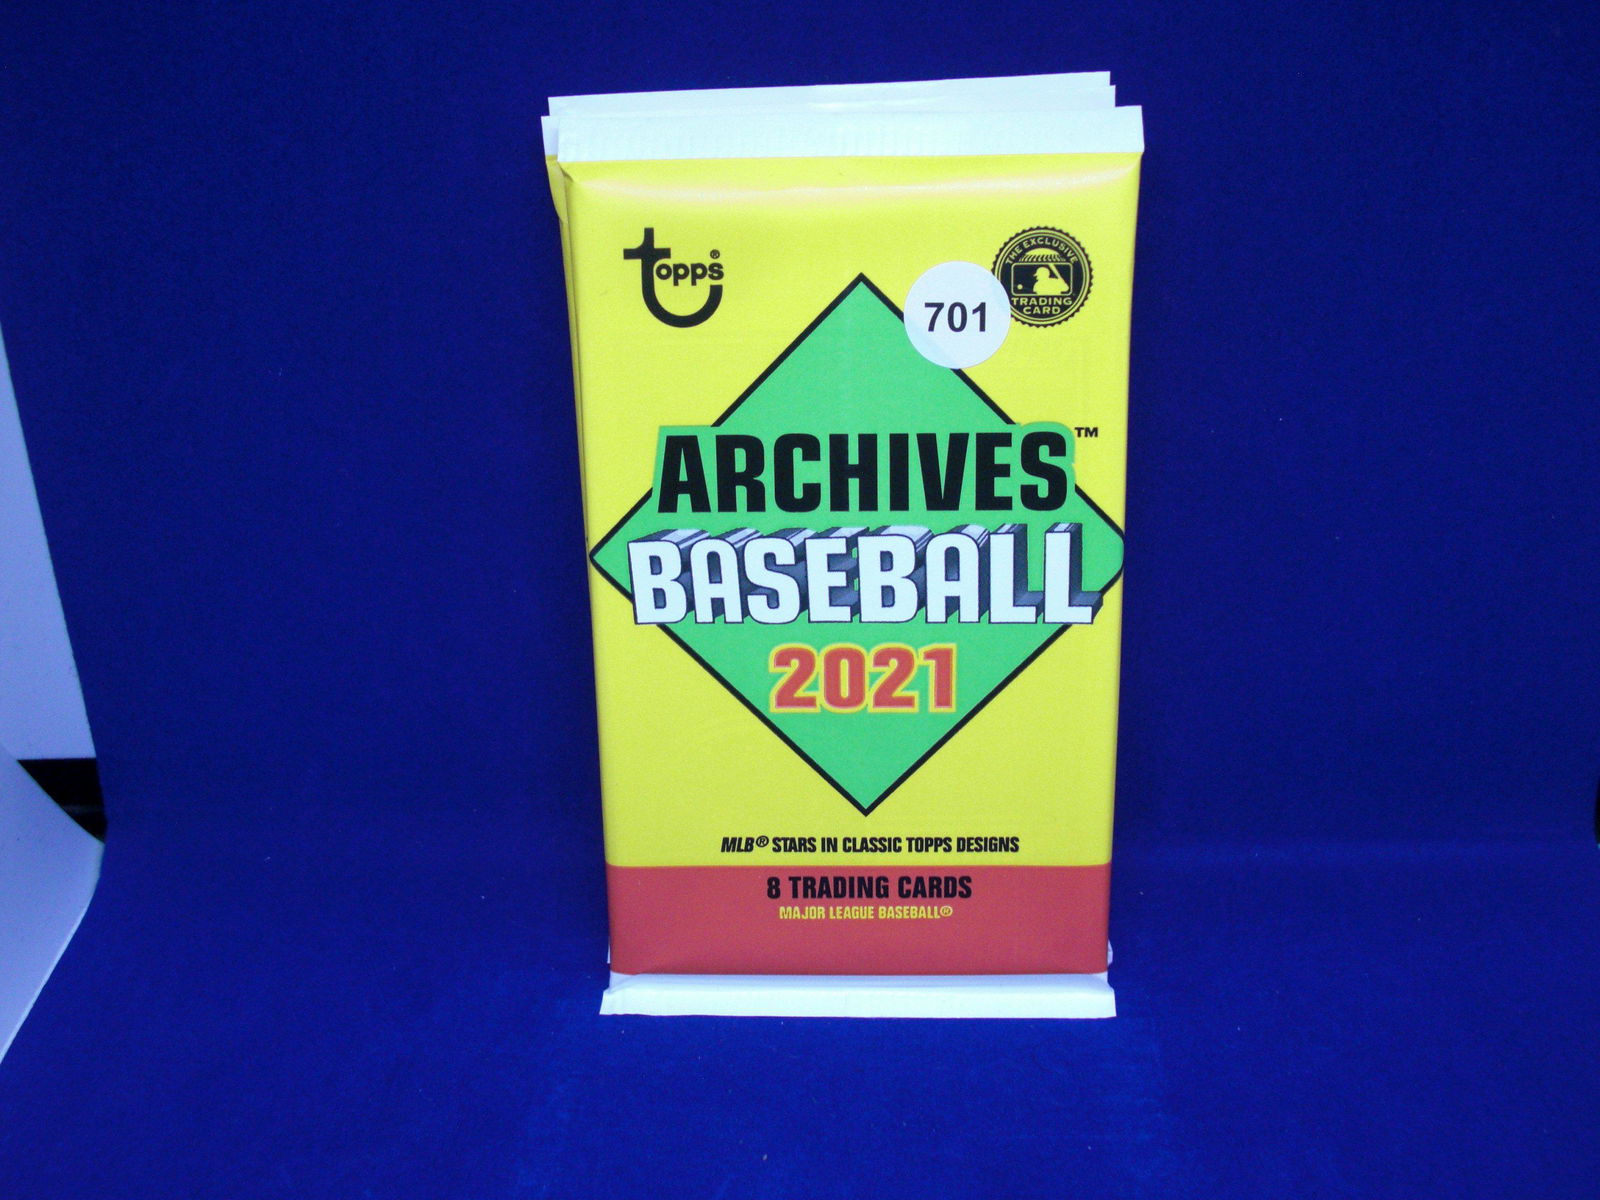 topps®
THE EXCLUSIVE
TRADING
CARD
701
ARCHIVES™
BASEBALL
2021
MLB® STARS IN CLASSIC TOPPS DESIGNS
8 TRADING CARDS
MAJOR LEAGUE BASEBALL®